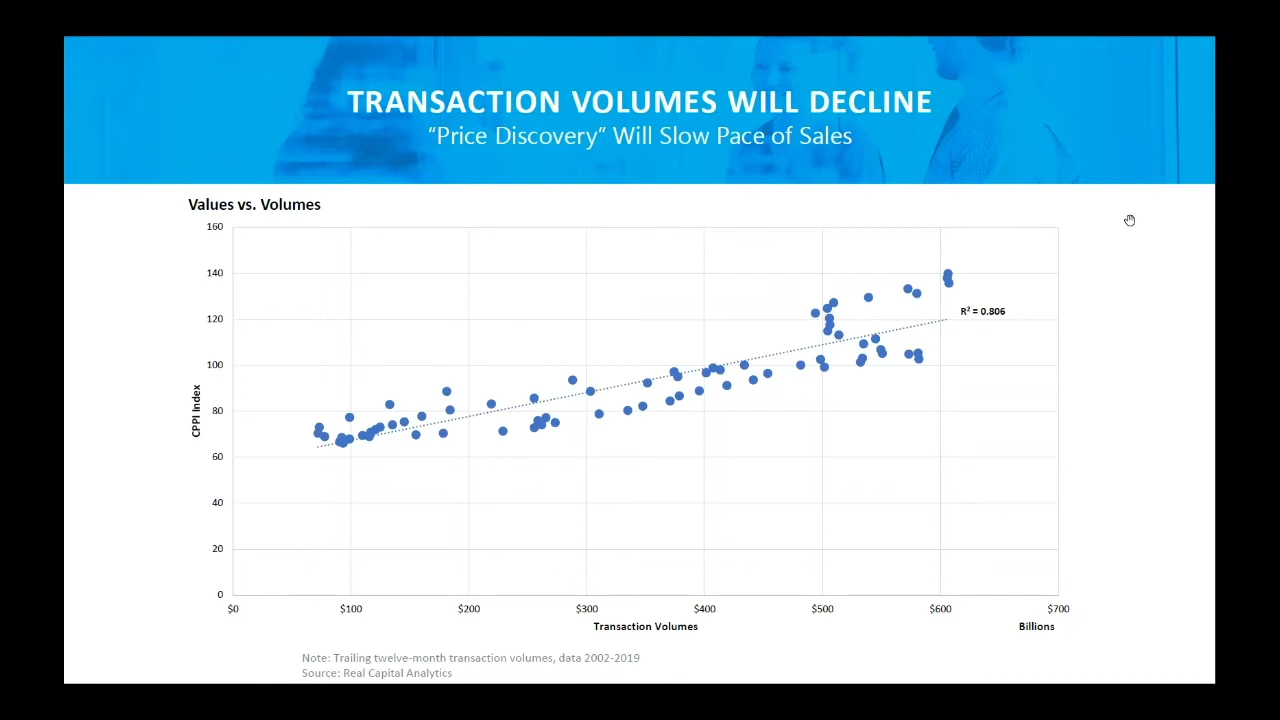 TRANSACTION VOLUMES WILL DECLINE
“Price Discovery” Will Slow Pace of Sales
Values vs. Volumes
160
140
120
100
80
60
40
20
0
CPPI Index
R² = 0.806
$0 $100 $200 $300 $400 $500 $600 $700
Transaction Volumes Billions
Note: Trailing twelve-month transaction volumes, data 2002-2019
Source: Real Capital Analytics